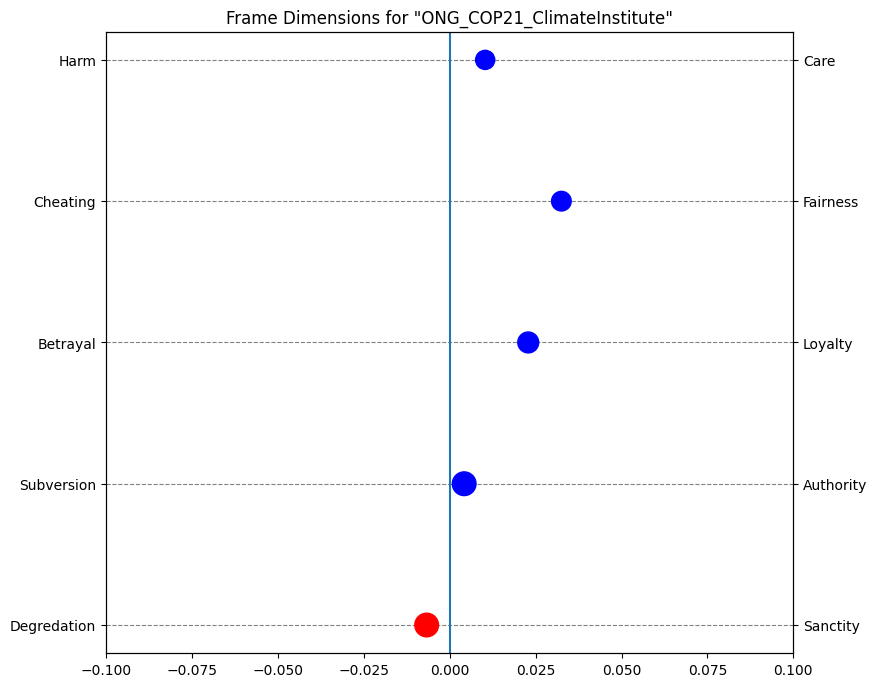 Frame Dimensions for "ONG_COP21_ClimateInstitute"
Harm Care
Cheating Fairness
Betrayal Loyalty
Subversion Authority
Degredation Sanctity
−0.100 −0.075 −0.050 −0.025 0.000 0.025 0.050 0.075 0.100